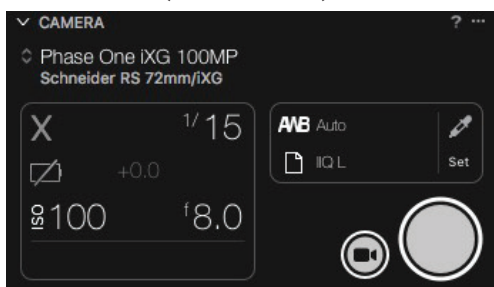 CAMERA ? ...
Phase One iXG 100MP
Schneider RS 72mm/iXG
X 1/ 15
+0.0
ISO 100 f 8.0
AWB Auto
IIQ L Set